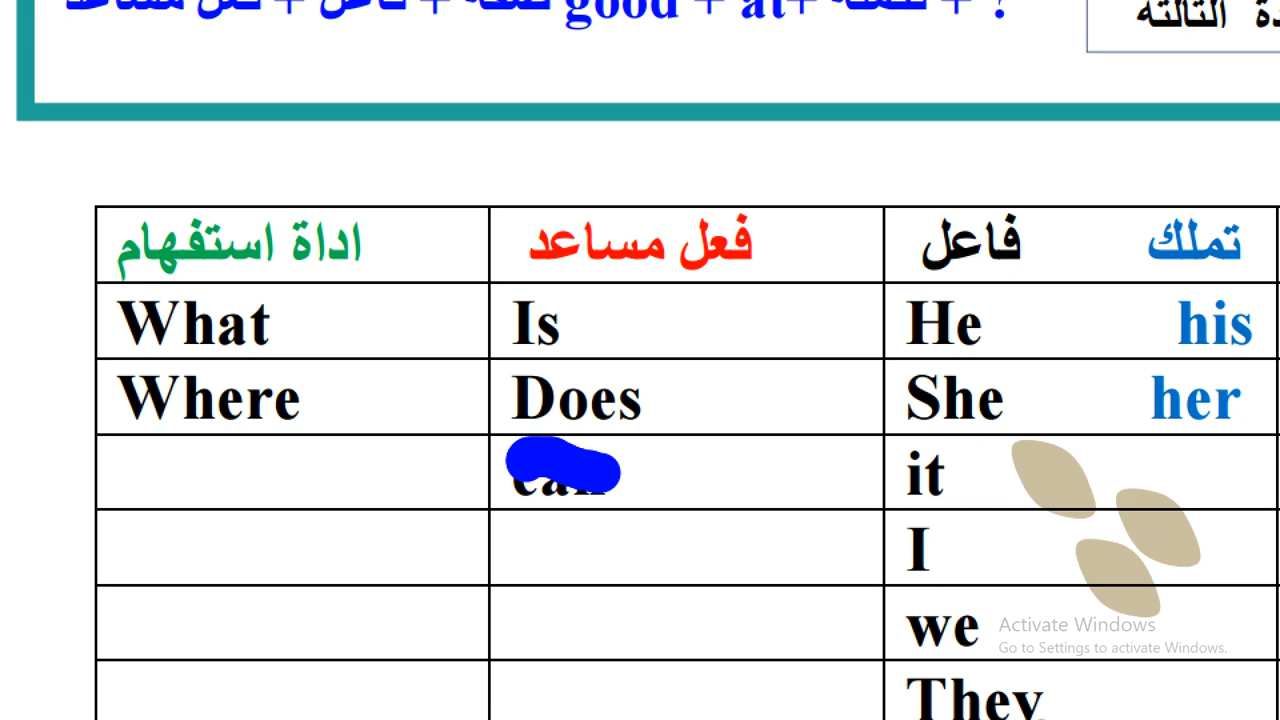 good + at+ + ?
اداة استفهام فعل مساعد فاعل تملك
What Is He his
Where Does She her
it
I
we
They
Activate Windows
Go to Settings to activate Windows.